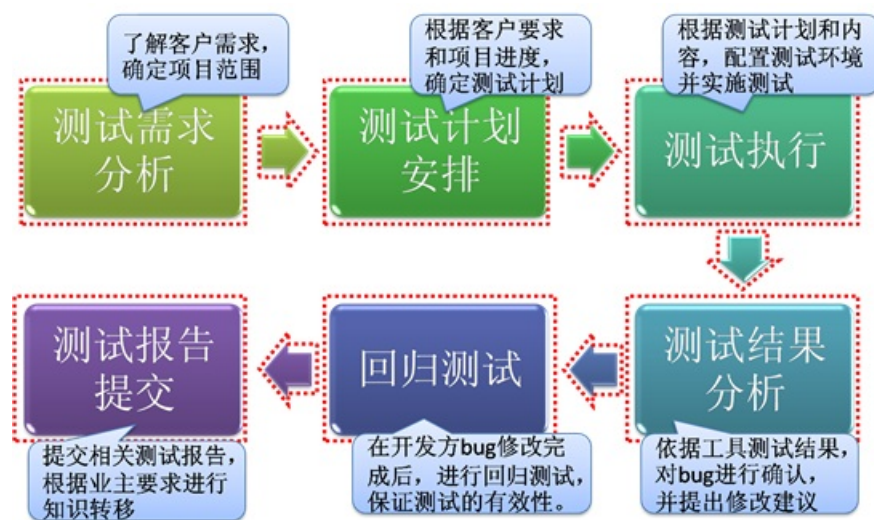 了解客户需求，
确定项目范围
测试需求
分析
根据客户要求
和项目进度，
确定测试计划
测试计划
安排
根据测试计划和内
容，配置测试环境
并实施测试
测试执行
测试结果
分析
依据工具测试结果，
对bug进行确认，
并提出修改建议
回归测试
在开发方bug修改完
成后，进行回归测试，
保证测试的有效性。
测试报告
提交
提交相关测试报告，
根据业主要求进行
知识转移